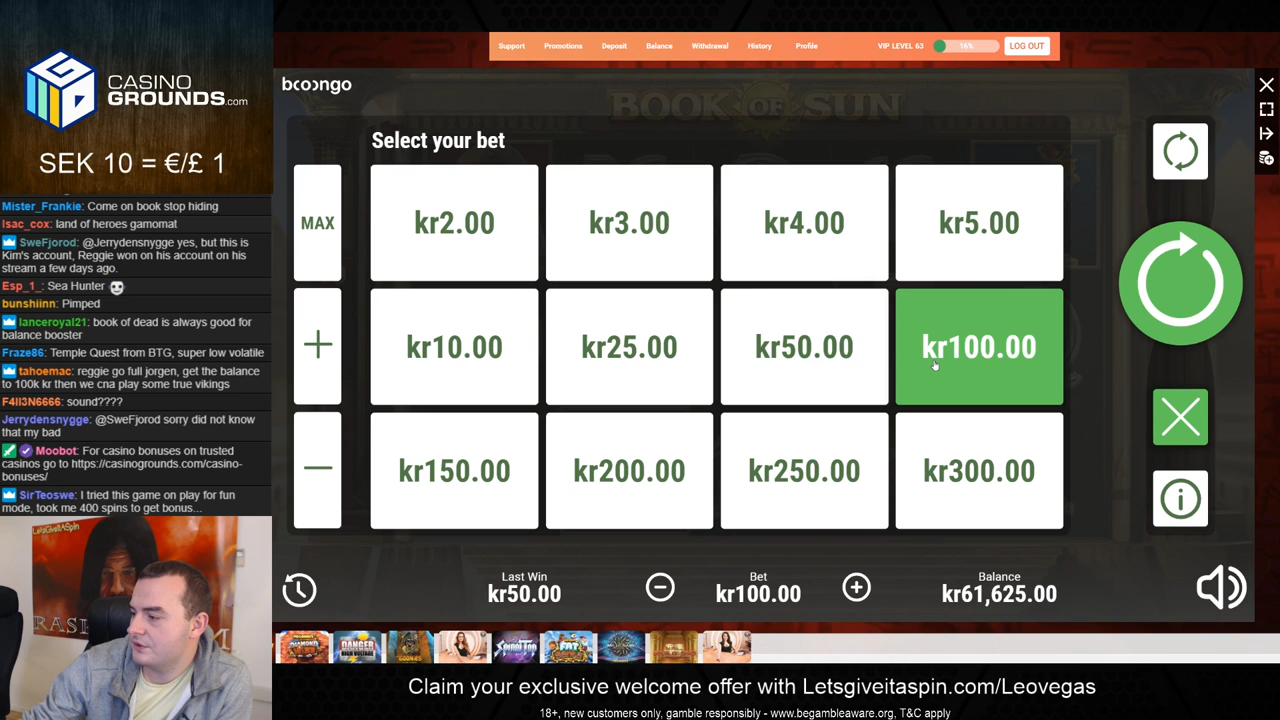 CASINO
GROUNDS.com
SEK 10 = €/£ 1
Mister_Frankie: Come on book stop hiding
Isac_cox: land of heroes gamomat
SweFjorod: @Jerrydensnygge yes, but this is
Kim's account, Reggie won on his account on his
stream a few days ago.
Esp_1_: Sea Hunter
bunshiinn: Pimped
lanceroyal21: book of dead is always good for
balance booster
Fraze86: Temple Quest from BTG, super low volatile
tahoemac: reggie go full jorgen, get the balance
to 100k kr then we cna play some true vikings
F4ll3N6666: sound????
Jerrydensnygge: @SweFjorod sorry did not know
that my bad
Moobot: For casino bonuses on trusted
casinos go to https://casinogrounds.com/casino-
bonuses/
SirTeoswe: I tried this game on play for fun
mode, took me 400 spins to get bonus...
LetsGiveItASpin
Support Promotions Deposit Balance Withdrawal History Profile VIP LEVEL 63 16% LOG OUT
booongo
BOOK OF SUN
Select your bet
MAX kr2.00 kr3.00 kr4.00 kr5.00
+ kr10.00 kr25.00 kr50.00 kr100.00
− kr150.00 kr200.00 kr250.00 kr300.00
Last Win Bet Balance
kr50.00 kr100.00 kr61,625.00
Claim your exclusive welcome offer with Letsgiveitaspin.com/Leovegas
18+, new customers only, gamble responsibly - www.begambleaware.org, T&C apply